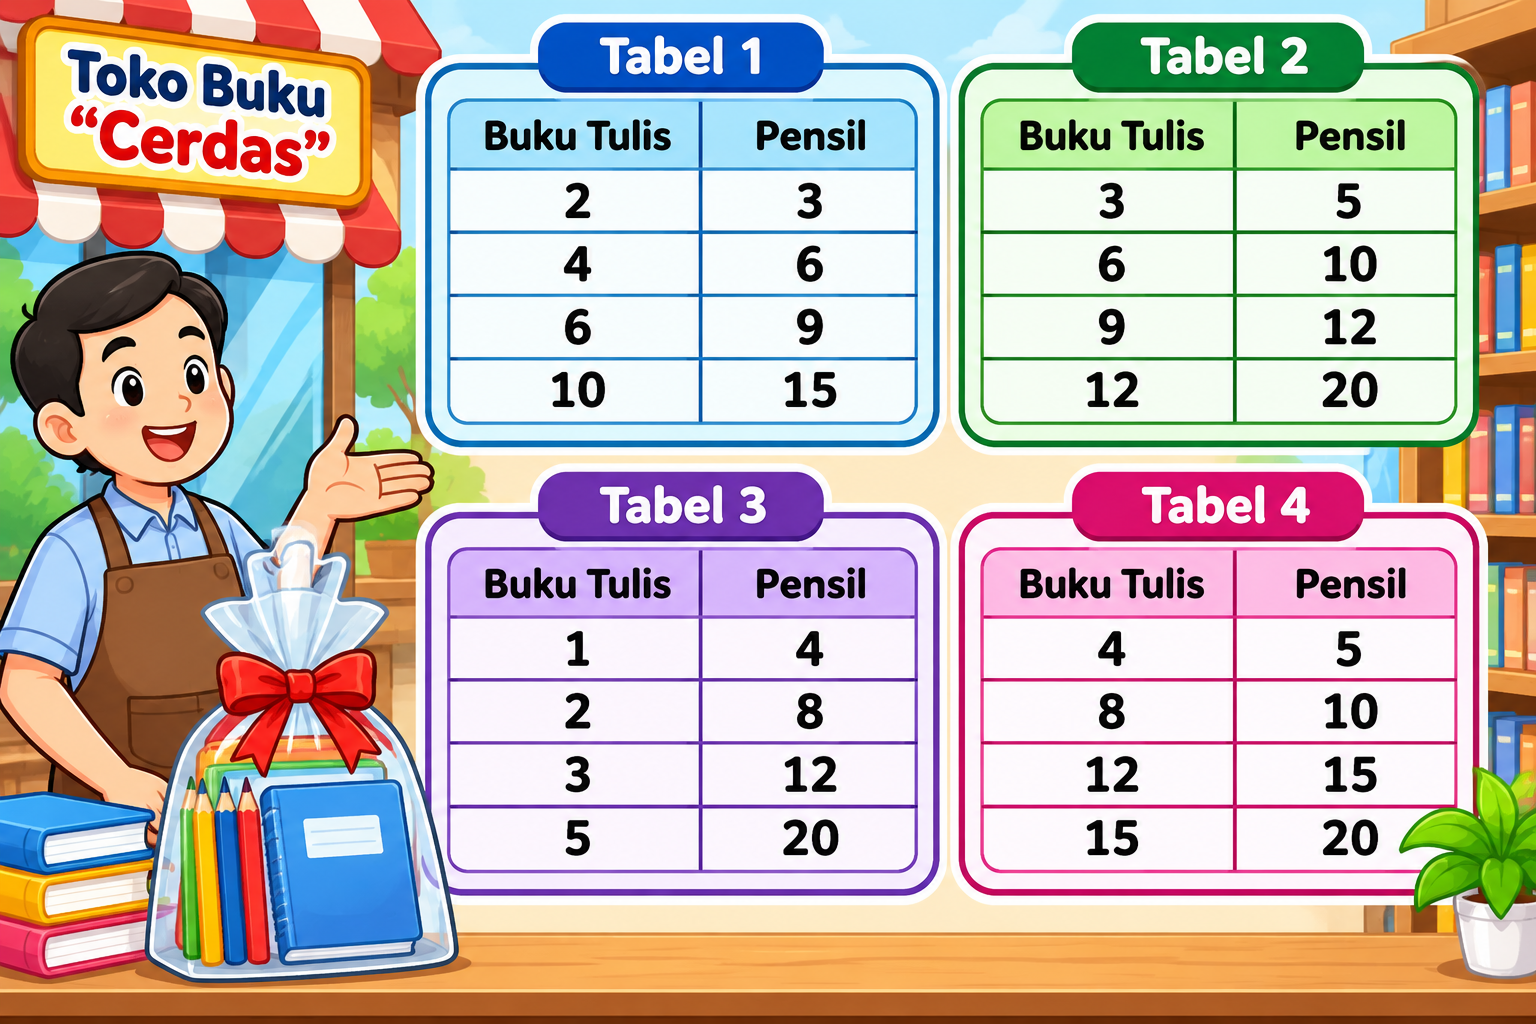 Toko Buku
“Cerdas”
Tabel 1
Buku Tulis Pensil
2 3
4 6
6 9
10 15
Tabel 2
Buku Tulis Pensil
3 5
6 10
9 12
12 20
Tabel 3
Buku Tulis Pensil
1 4
2 8
3 12
5 20
Tabel 4
Buku Tulis Pensil
4 5
8 10
12 15
15 20